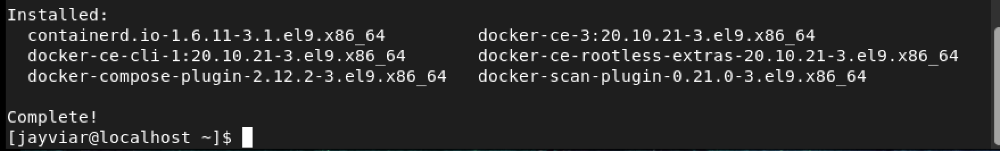 Installed:
containerd.io-1.6.11-3.1.el9.x86_64 docker-ce-3:20.10.21-3.el9.x86_64
docker-ce-cli-1:20.10.21-3.el9.x86_64 docker-ce-rootless-extras-20.10.21-3.el9.x86_64
docker-compose-plugin-2.12.2-3.el9.x86_64 docker-scan-plugin-0.21.0-3.el9.x86_64
Complete!
[jayviar@localhost ~]$